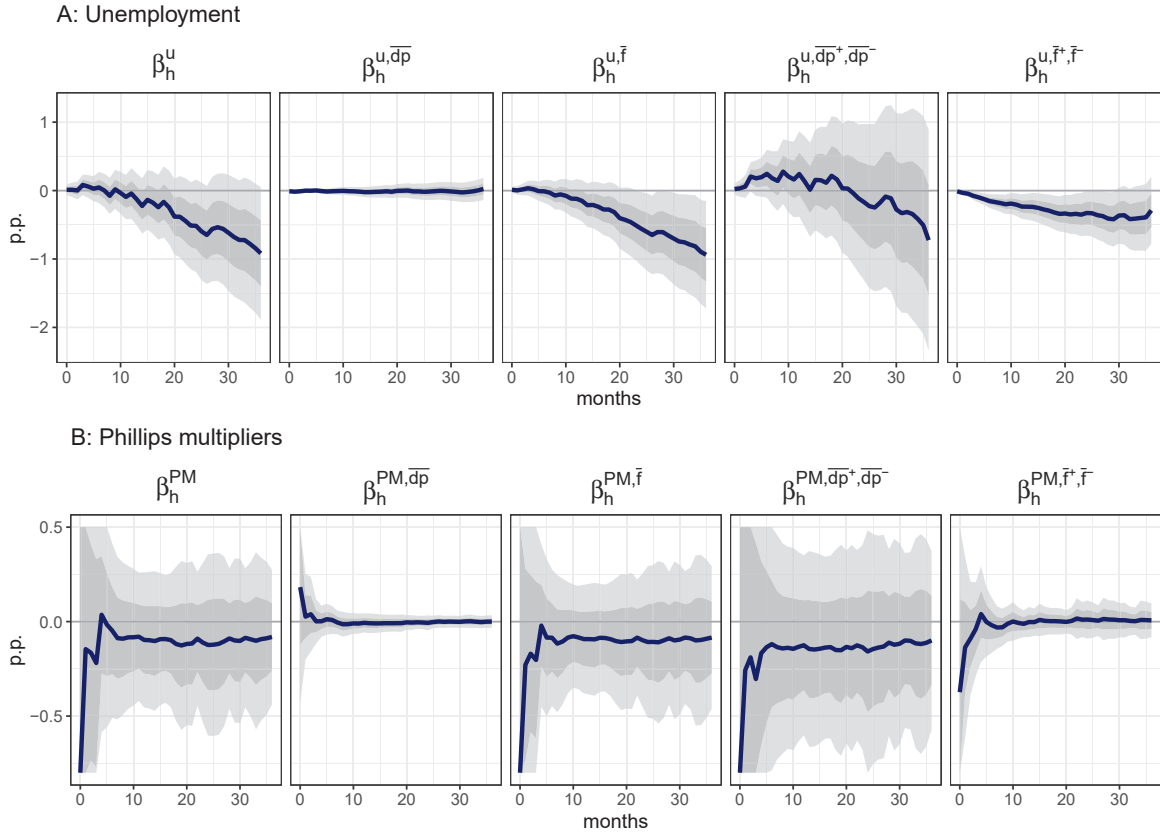 A: Unemployment
β_h^u β_h^{u,\overline{dp}} β_h^{u,\bar{f}} β_h^{u,\overline{dp}^+,\overline{dp}^-} β_h^{u,\bar{f}^+,\bar{f}^-}
p.p.
1
0
−1
−2
0 10 20 30 0 10 20 30 0 10 20 30 0 10 20 30 0 10 20 30
months
B: Phillips multipliers
β_h^{PM} β_h^{PM,\overline{dp}} β_h^{PM,\bar{f}} β_h^{PM,\overline{dp}^+,\overline{dp}^-} β_h^{PM,\bar{f}^+,\bar{f}^-}
p.p.
0.5
0.0
−0.5
0 10 20 30 0 10 20 30 0 10 20 30 0 10 20 30 0 10 20 30
months